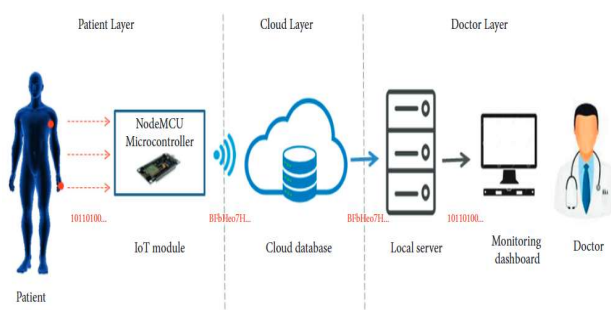 Patient Layer
Cloud Layer
Doctor Layer
NodeMCU
Microcontroller
10110100...
BFbHeo7H...
BFbHeo7H...
10110100...
IoT module
Cloud database
Local server
Monitoring
dashboard
Doctor
Patient